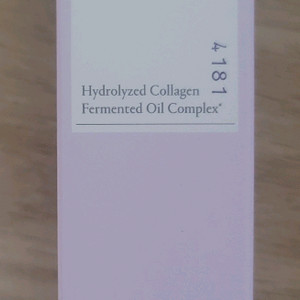 4181
Hydrolyzed Collagen
Fermented Oil Complex*